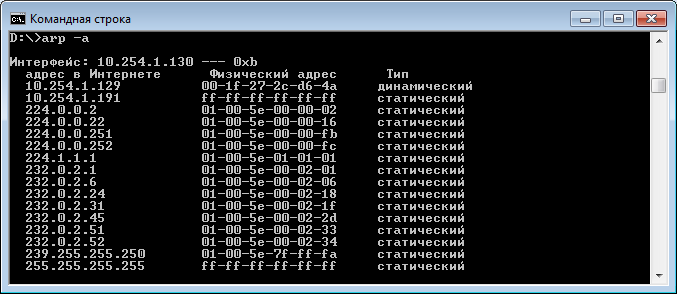 Командная строка
D:\>arp -a
Интерфейс: 10.254.1.130 --- 0xb
адрес в Интернете Физический адрес Тип
10.254.1.129 00-1f-27-2c-d6-4a динамический
10.254.1.191 ff-ff-ff-ff-ff-ff статический
224.0.0.2 01-00-5e-00-00-02 статический
224.0.0.22 01-00-5e-00-00-16 статический
224.0.0.251 01-00-5e-00-00-fb статический
224.0.0.252 01-00-5e-00-00-fc статический
224.1.1.1 01-00-5e-01-01-01 статический
232.0.2.1 01-00-5e-00-02-01 статический
232.0.2.6 01-00-5e-00-02-06 статический
232.0.2.24 01-00-5e-00-02-18 статический
232.0.2.31 01-00-5e-00-02-1f статический
232.0.2.45 01-00-5e-00-02-2d статический
232.0.2.51 01-00-5e-00-02-33 статический
232.0.2.52 01-00-5e-00-02-34 статический
239.255.255.250 01-00-5e-7f-ff-fa статический
255.255.255.255 ff-ff-ff-ff-ff-ff статический